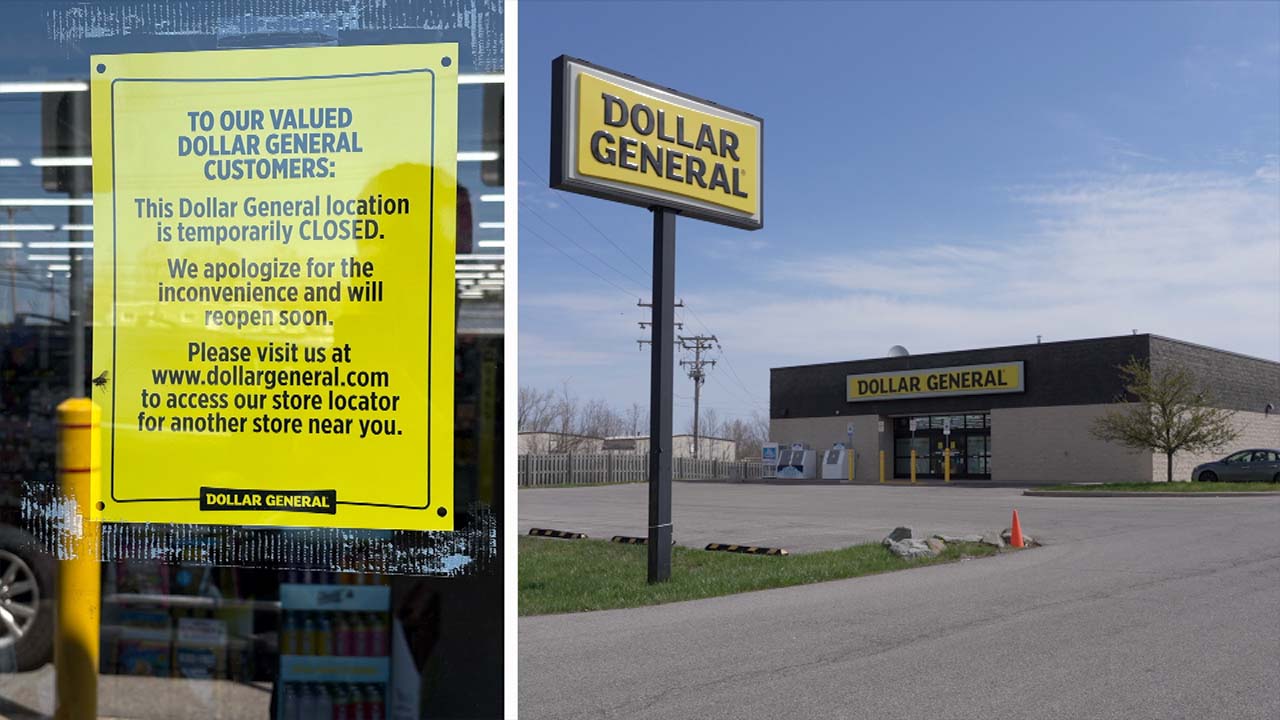 TO OUR VALUED
DOLLAR GENERAL
CUSTOMERS:
This Dollar General location
is temporarily CLOSED.
We apologize for the
inconvenience and will
reopen soon.
Please visit us at
www.dollargeneral.com
to access our store locator
for another store near you.
DOLLAR GENERAL
DOLLAR
GENERAL
DOLLAR GENERAL